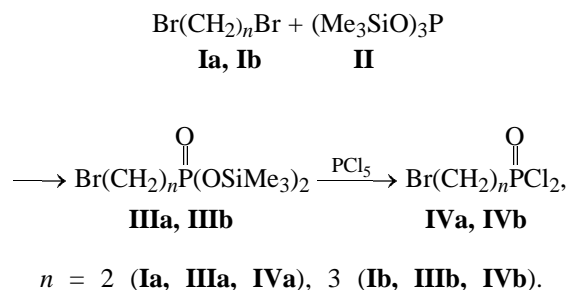 Br(CH₂)ₙBr + (Me₃SiO)₃P
Ia, Ib II
O
O
Br(CH₂)ₙP(OSiMe₃)₂ PCl₅ Br(CH₂)ₙPCl₂,
IIIa, IIIb IVa, IVb
n = 2 (Ia, IIIa, IVa), 3 (Ib, IIIb, IVb).